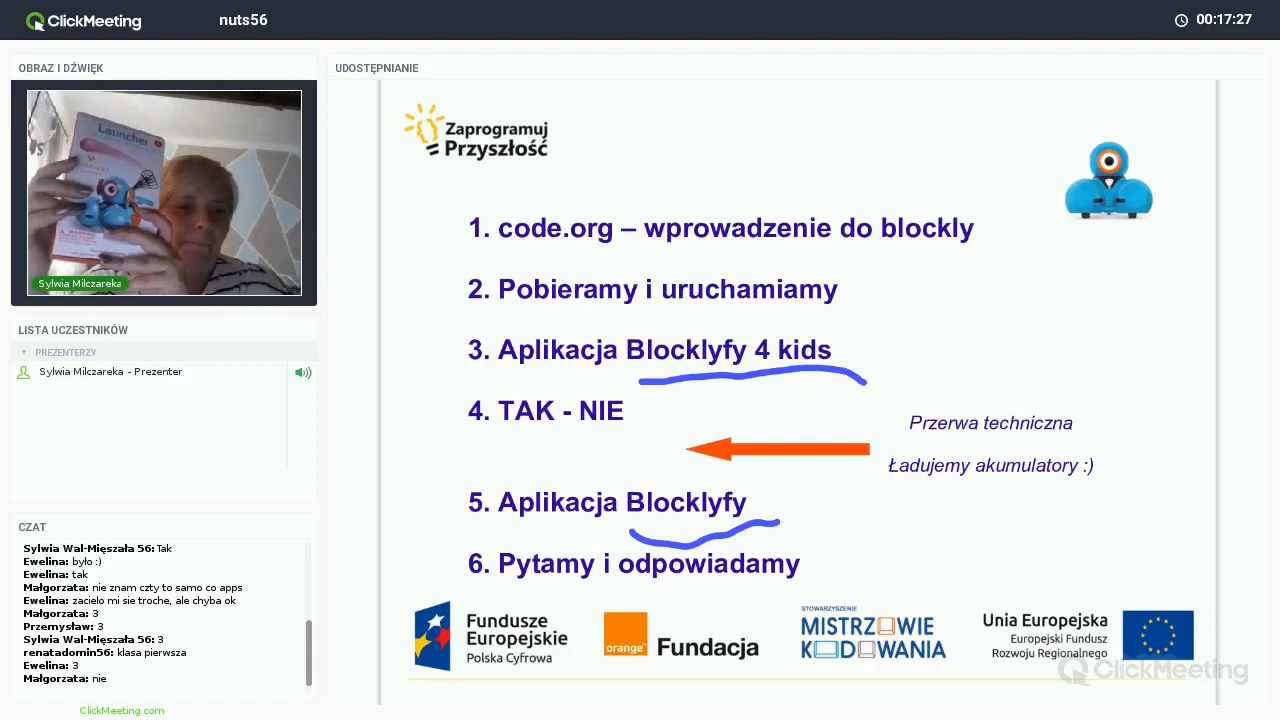 ClickMeeting
nuts56
00:17:27
OBRAZ I DŹWIĘK
Launcher
Sylwia Milczareka
LISTA UCZESTNIKÓW
PREZENTERZY
Sylwia Milczareka - Prezenter
CZAT
Sylwia Wal-Mięszała 56: Tak
Ewelina: było :)
Ewelina: tak
Małgorzata: nie znam czty to samo co apps
Ewelina: zacielo mi sie troche, ale chyba ok
Małgorzata: 3
Przemysław: 3
Sylwia Wal-Mięszała 56: 3
renatadomin56: klasa pierwsza
Ewelina: 3
Małgorzata: nie
ClickMeeting.com
UDOSTĘPNIANIE
Zaprogramuj
Przyszłość
1. code.org – wprowadzenie do blockly
2. Pobieramy i uruchamiamy
3. Aplikacja Blocklyfy 4 kids
4. TAK - NIE
Przerwa techniczna
Ładujemy akumulatory :)
5. Aplikacja Blocklyfy
6. Pytamy i odpowiadamy
Fundusze
Europejskie
Polska Cyfrowa
orange
Fundacja
STOWARZYSZENIE
MISTRZOWIE
KODOWANIA
Unia Europejska
Europejski Fundusz
Rozwoju Regionalnego
ClickMeeting